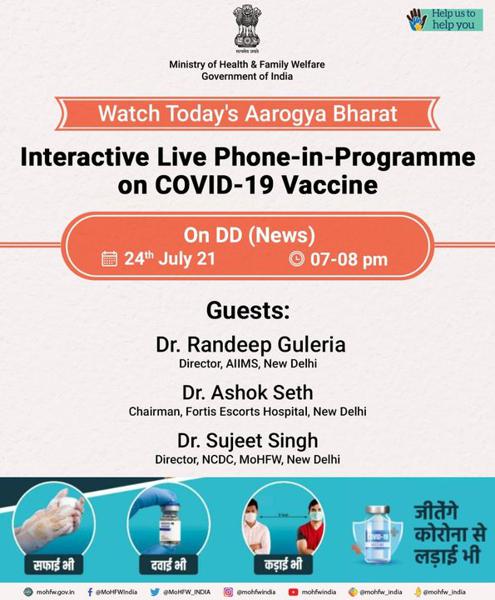 Help us to
help you
सत्यमेव जयते
Ministry of Health & Family Welfare
Government of India
Watch Today's Aarogya Bharat
Interactive Live Phone-in-Programme
on COVID-19 Vaccine
On DD (News)
24th July 21
07-08 pm
Guests:
Dr. Randeep Guleria
Director, AIIMS, New Delhi
Dr. Ashok Seth
Chairman, Fortis Escorts Hospital, New Delhi
Dr. Sujeet Singh
Director, NCDC, MoHFW, New Delhi
सफाई भी
दवाई भी
कड़ाई भी
COVID-19
जीतेंगे
कोरोना से
लड़ाई भी
mohfw.gov.in
@MoHFWIndia
@MoHFW_INDIA
@mohfwindia
mohfwindia
@mohfw_india
@mohfw_india